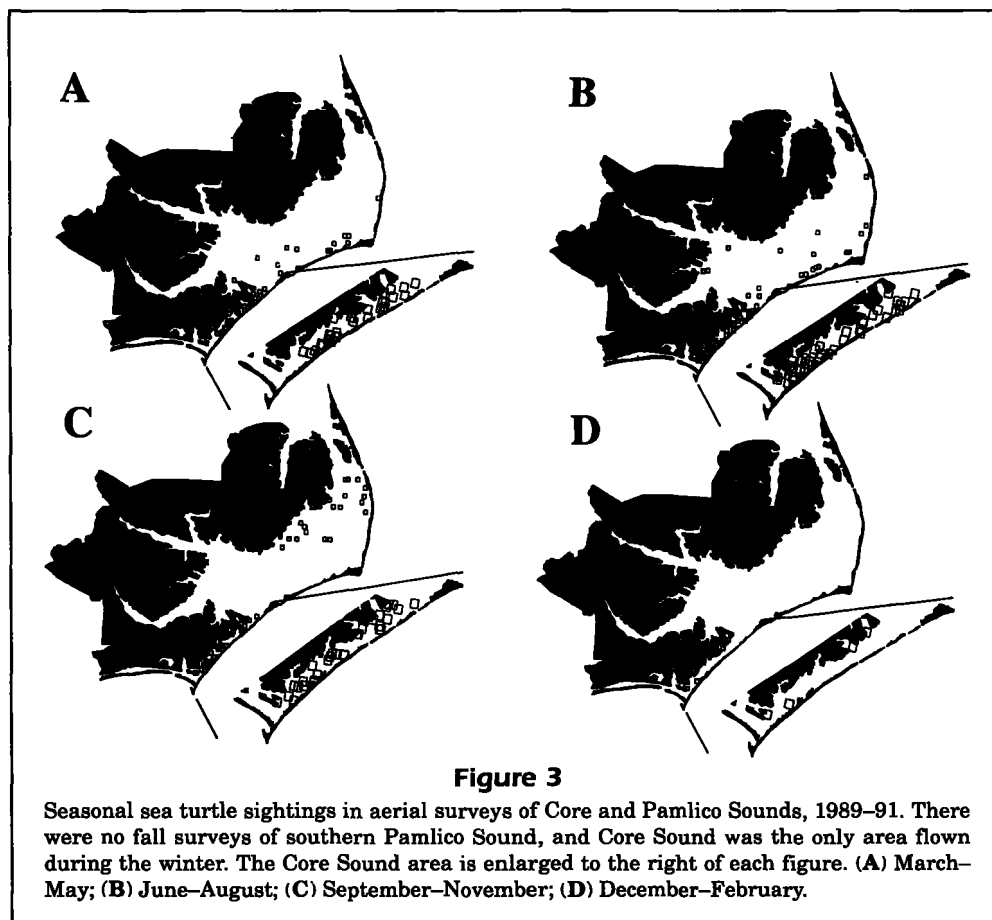 A
B
C
D
Figure 3
Seasonal sea turtle sightings in aerial surveys of Core and Pamlico Sounds, 1989–91. There
were no fall surveys of southern Pamlico Sound, and Core Sound was the only area flown
during the winter. The Core Sound area is enlarged to the right of each figure. (A) March–
May; (B) June–August; (C) September–November; (D) December–February.